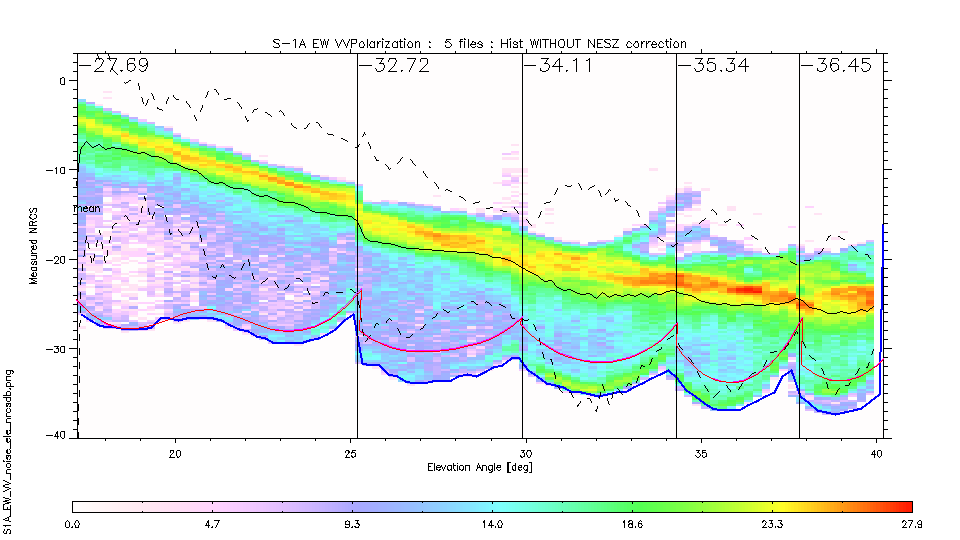 S-1A EW VVPolarization : 5 files : Hist WITHOUT NESZ correction
-27.69 -32.72 -34.11 -35.34 -36.45
0
-10
mean
-20
-30
-40
Measured NRCS
20 25 30 35 40
Elevation Angle [deg]
0.0 4.7 9.3 14.0 18.6 23.3 27.9
S1A_EW_VV_noise_ele_nroadb.png